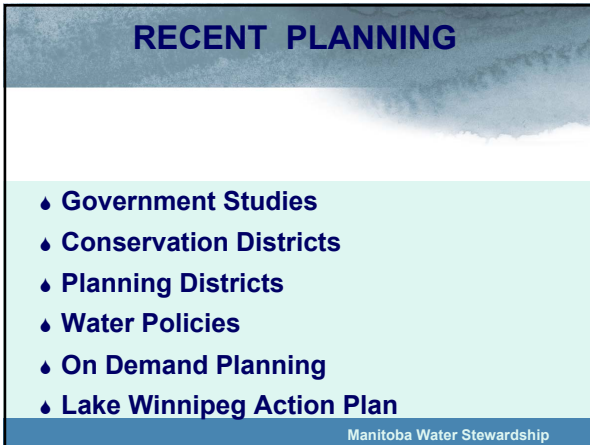 RECENT PLANNING
Government Studies
Conservation Districts
Planning Districts
Water Policies
On Demand Planning
Lake Winnipeg Action Plan
Manitoba Water Stewardship